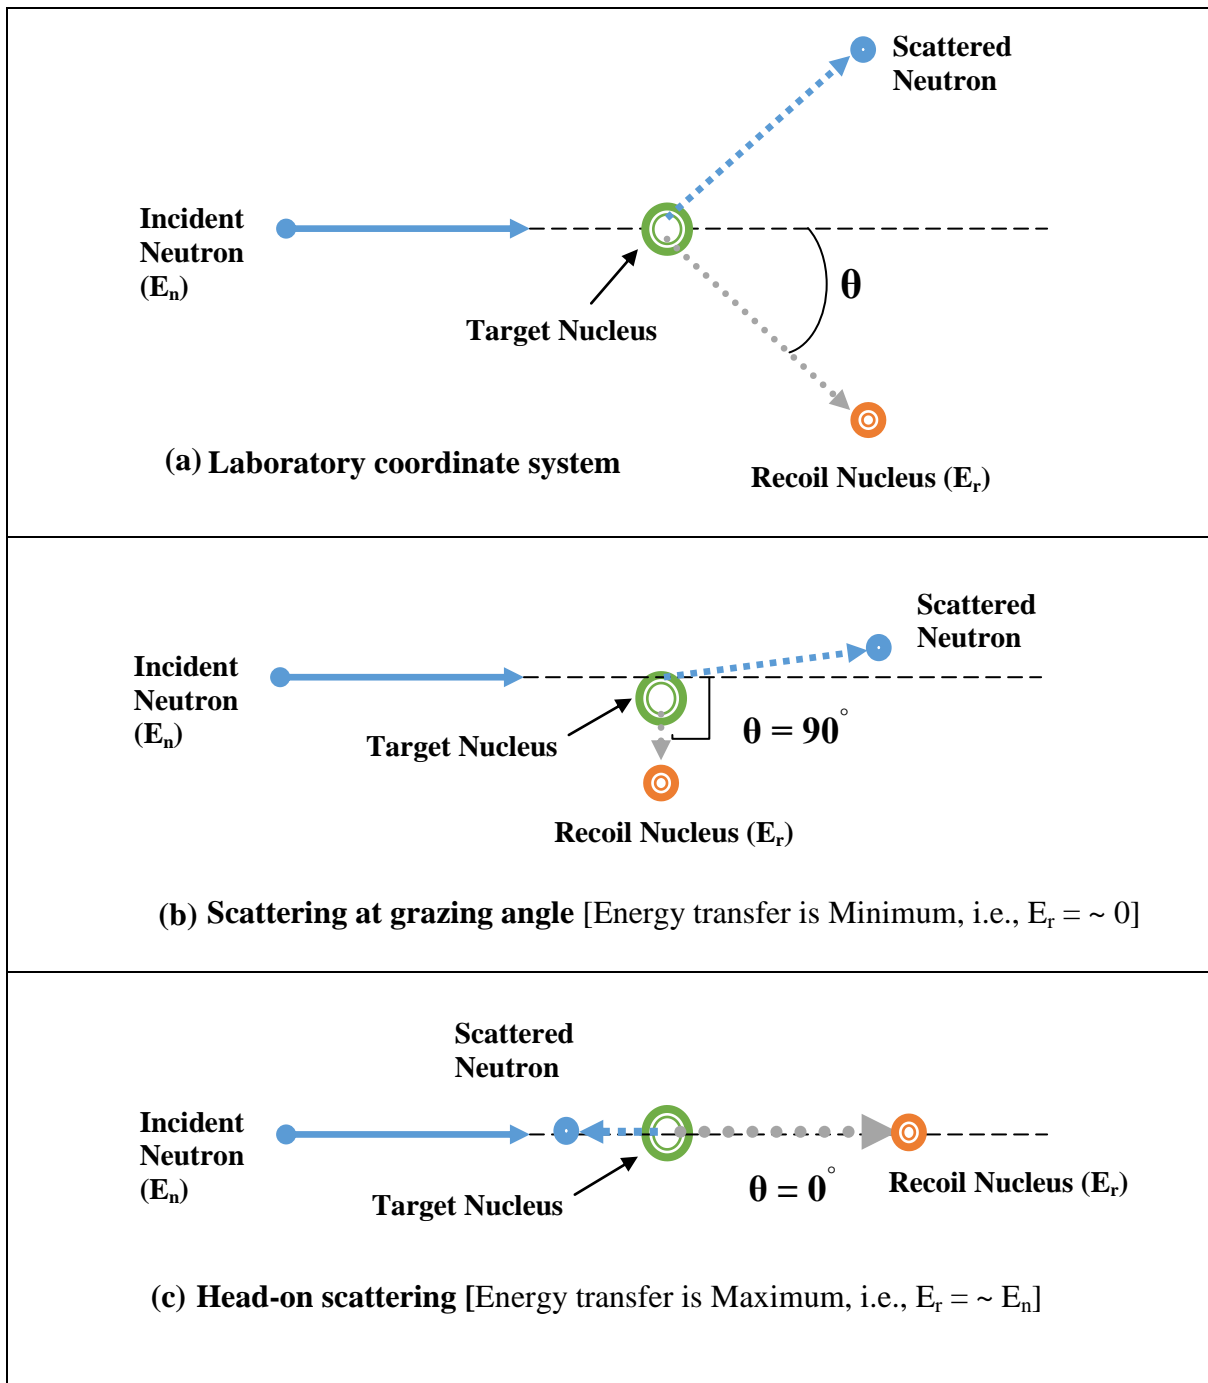 Scattered
Neutron
Incident
Neutron
(Eₙ)
θ
Target Nucleus
(a) Laboratory coordinate system
Recoil Nucleus (Eᵣ)
Scattered
Neutron
Incident
Neutron
(Eₙ)
θ = 90°
Target Nucleus
Recoil Nucleus (Eᵣ)
(b) Scattering at grazing angle [Energy transfer is Minimum, i.e., Eᵣ = ~ 0]
Scattered
Neutron
Incident
Neutron
(Eₙ)
θ = 0°
Recoil Nucleus (Eᵣ)
Target Nucleus
(c) Head-on scattering [Energy transfer is Maximum, i.e., Eᵣ = ~ Eₙ]